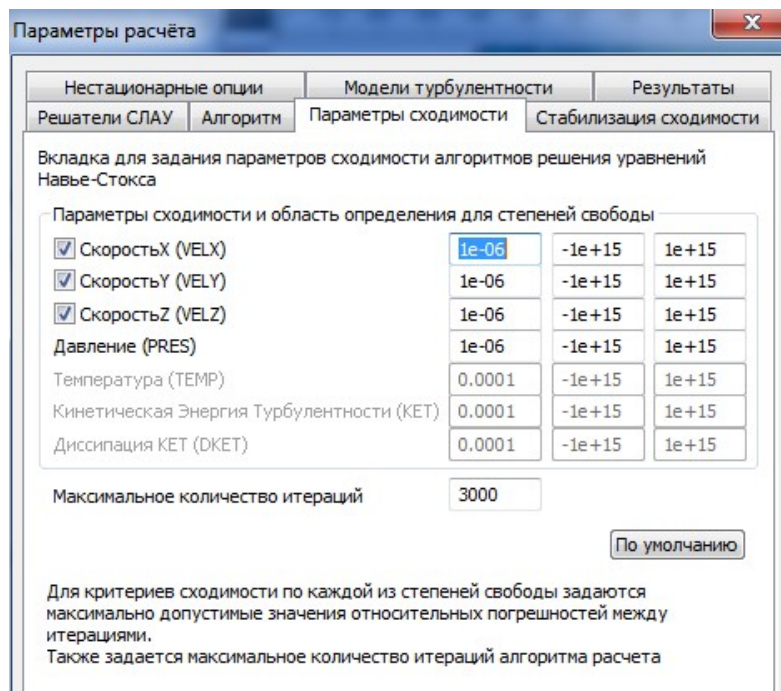 Параметры расчёта
x
Нестационарные опции Модели турбулентности Результаты
Решатели СЛАУ Алгоритм Параметры сходимости Стабилизация сходимости
Вкладка для задания параметров сходимости алгоритмов решения уравнений
Навье-Стокса
Параметры сходимости и область определения для степеней свободы
СкоростьX (VELX) 1e-06 -1e+15 1e+15
СкоростьY (VELY) 1e-06 -1e+15 1e+15
СкоростьZ (VELZ) 1e-06 -1e+15 1e+15
Давление (PRES) 1e-06 -1e+15 1e+15
Температура (TEMP) 0.0001 -1e+15 1e+15
Кинетическая Энергия Турбулентности (KET) 0.0001 -1e+15 1e+15
Диссипация KET (DKET) 0.0001 -1e+15 1e+15
Максимальное количество итераций 3000
По умолчанию
Для критериев сходимости по каждой из степеней свободы задаются
максимально допустимые значения относительных погрешностей между
итерациями.
Также задается максимальное количество итераций алгоритма расчета